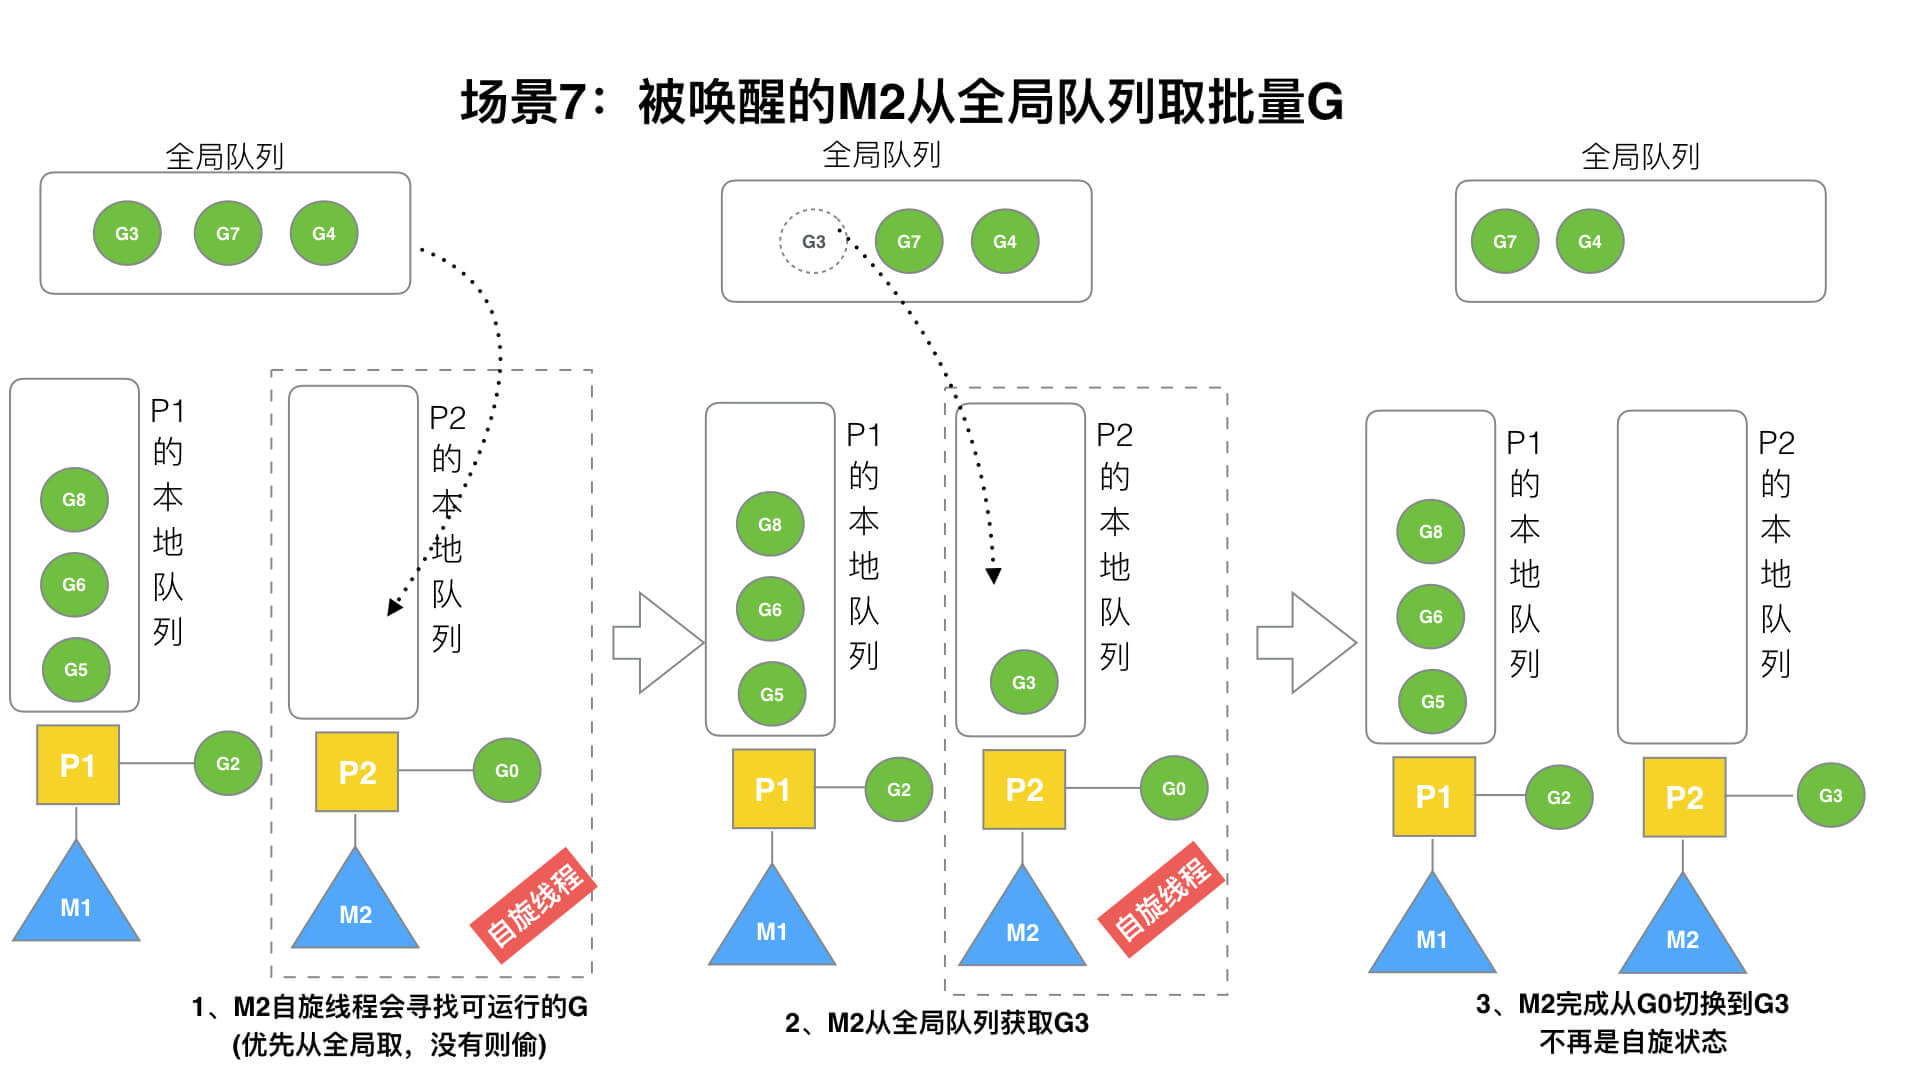 场景7：被唤醒的M2从全局队列取批量G
全局队列
G3
G7
G4
P1的本地队列
G8
G6
G5
P2的本地队列
P1
G2
P2
G0
M1
M2
自旋线程
1、M2自旋线程会寻找可运行的G
(优先从全局取，没有则偷)
全局队列
G3
G7
G4
P1的本地队列
G8
G6
G5
P2的本地队列
G3
P1
G2
P2
G0
M1
M2
自旋线程
2、M2从全局队列获取G3
全局队列
G7
G4
P1的本地队列
G8
G6
G5
P2的本地队列
P1
G2
P2
G3
M1
M2
3、M2完成从G0切换到G3
不再是自旋状态